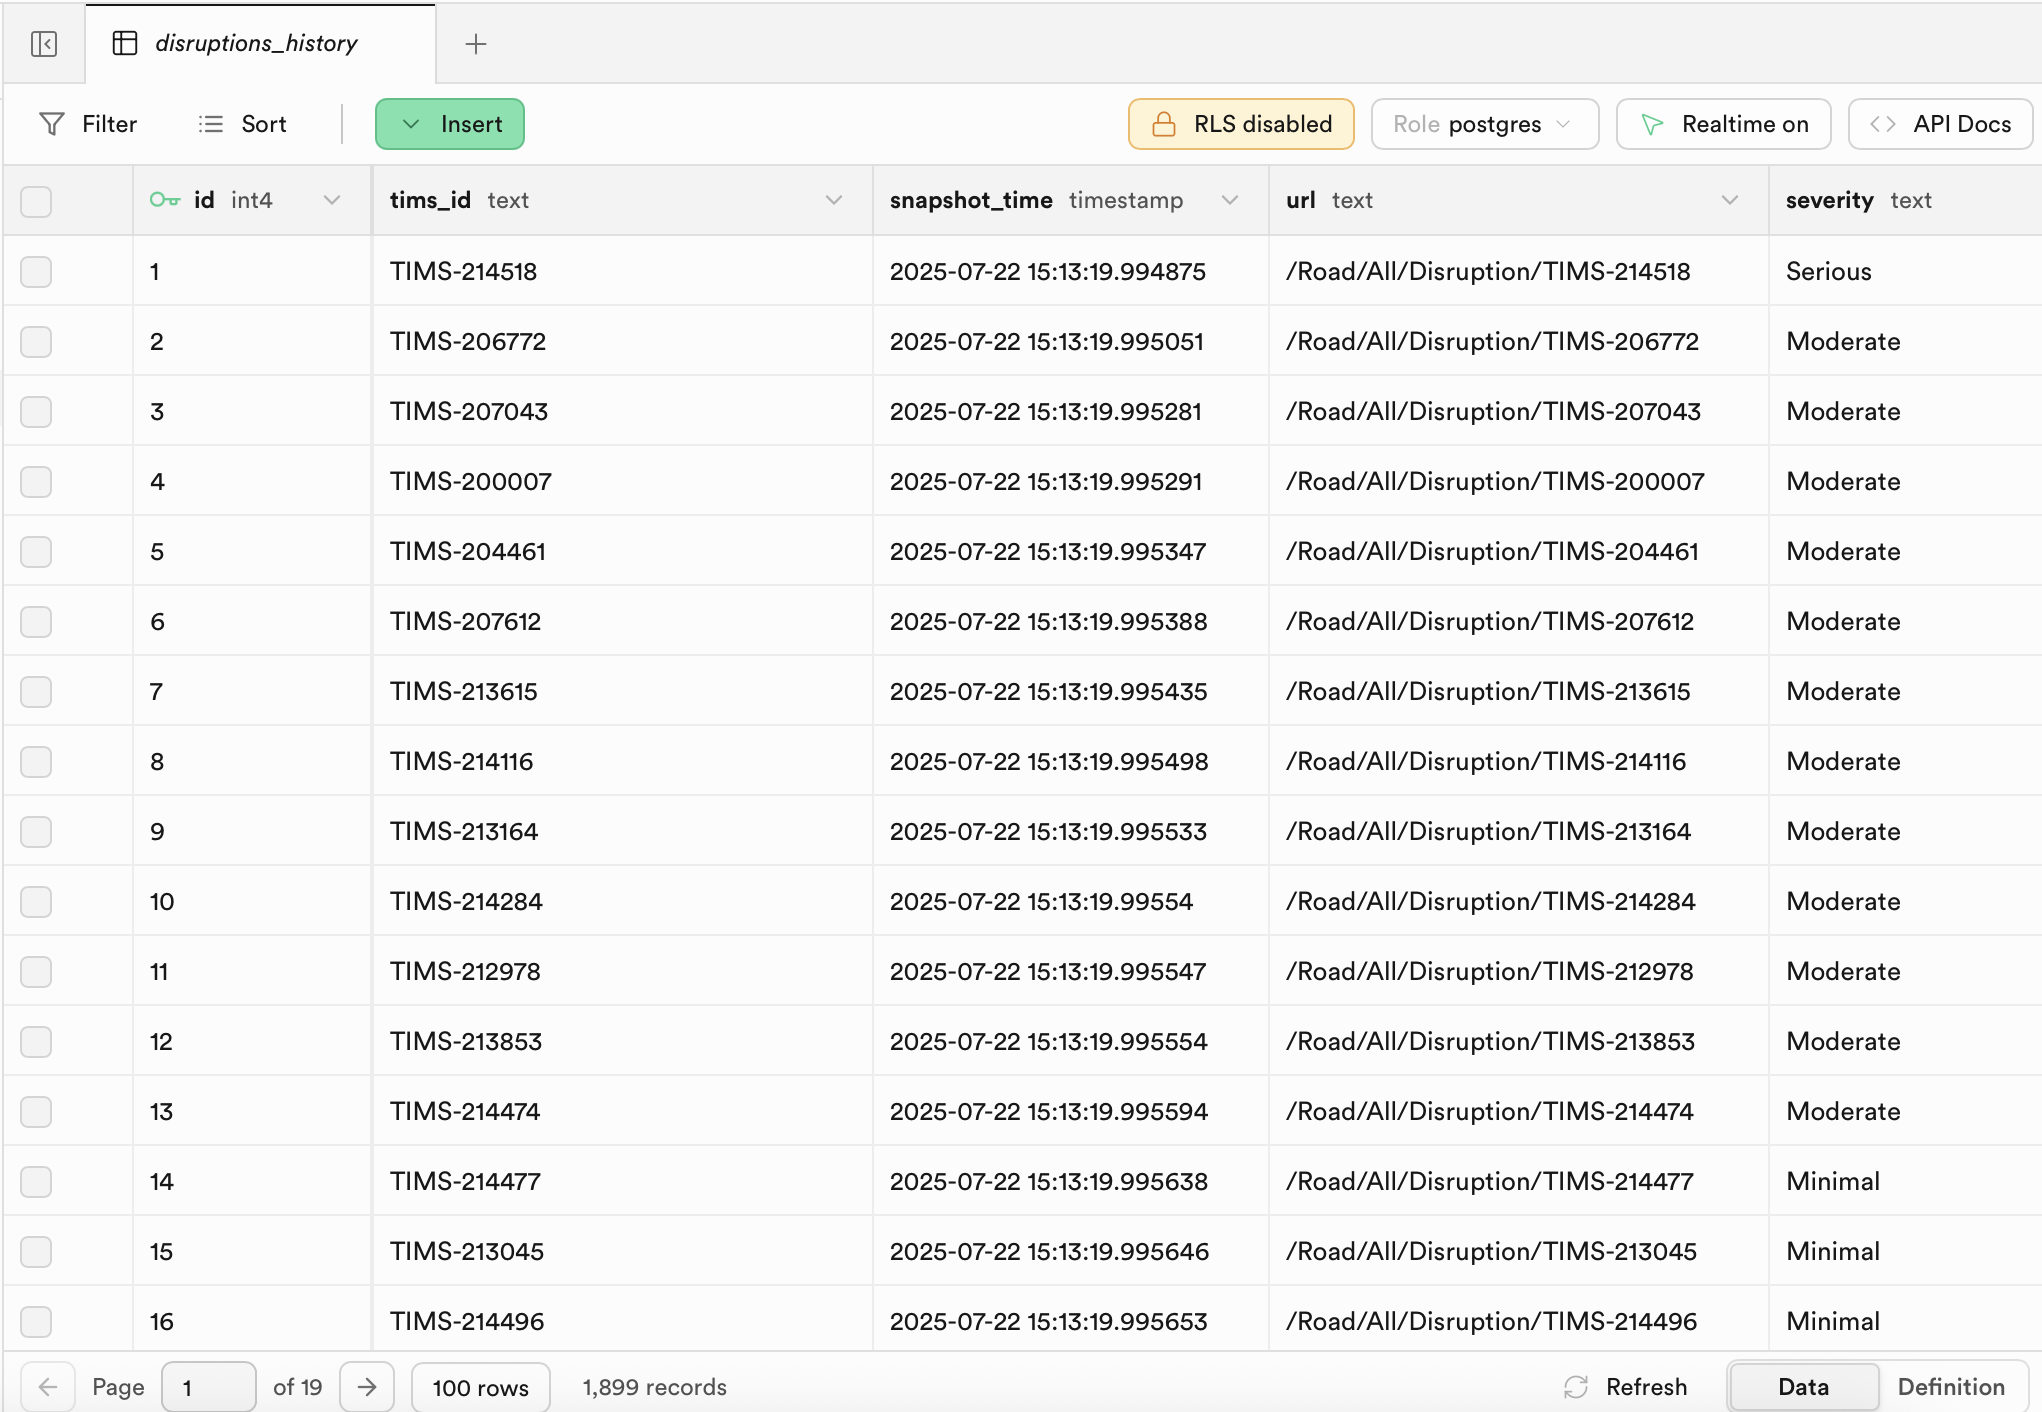 disruptions_history
Filter Sort Insert RLS disabled Role postgres Realtime on API Docs
id int4 tims_id text snapshot_time timestamp url text severity text
1 TIMS-214518 2025-07-22 15:13:19.994875 /Road/All/Disruption/TIMS-214518 Serious
2 TIMS-206772 2025-07-22 15:13:19.995051 /Road/All/Disruption/TIMS-206772 Moderate
3 TIMS-207043 2025-07-22 15:13:19.995281 /Road/All/Disruption/TIMS-207043 Moderate
4 TIMS-200007 2025-07-22 15:13:19.995291 /Road/All/Disruption/TIMS-200007 Moderate
5 TIMS-204461 2025-07-22 15:13:19.995347 /Road/All/Disruption/TIMS-204461 Moderate
6 TIMS-207612 2025-07-22 15:13:19.995388 /Road/All/Disruption/TIMS-207612 Moderate
7 TIMS-213615 2025-07-22 15:13:19.995435 /Road/All/Disruption/TIMS-213615 Moderate
8 TIMS-214116 2025-07-22 15:13:19.995498 /Road/All/Disruption/TIMS-214116 Moderate
9 TIMS-213164 2025-07-22 15:13:19.995533 /Road/All/Disruption/TIMS-213164 Moderate
10 TIMS-214284 2025-07-22 15:13:19.99554 /Road/All/Disruption/TIMS-214284 Moderate
11 TIMS-212978 2025-07-22 15:13:19.995547 /Road/All/Disruption/TIMS-212978 Moderate
12 TIMS-213853 2025-07-22 15:13:19.995554 /Road/All/Disruption/TIMS-213853 Moderate
13 TIMS-214474 2025-07-22 15:13:19.995594 /Road/All/Disruption/TIMS-214474 Moderate
14 TIMS-214477 2025-07-22 15:13:19.995638 /Road/All/Disruption/TIMS-214477 Minimal
15 TIMS-213045 2025-07-22 15:13:19.995646 /Road/All/Disruption/TIMS-213045 Minimal
16 TIMS-214496 2025-07-22 15:13:19.995653 /Road/All/Disruption/TIMS-214496 Minimal
Page 1 of 19 100 rows 1,899 records Refresh Data Definition